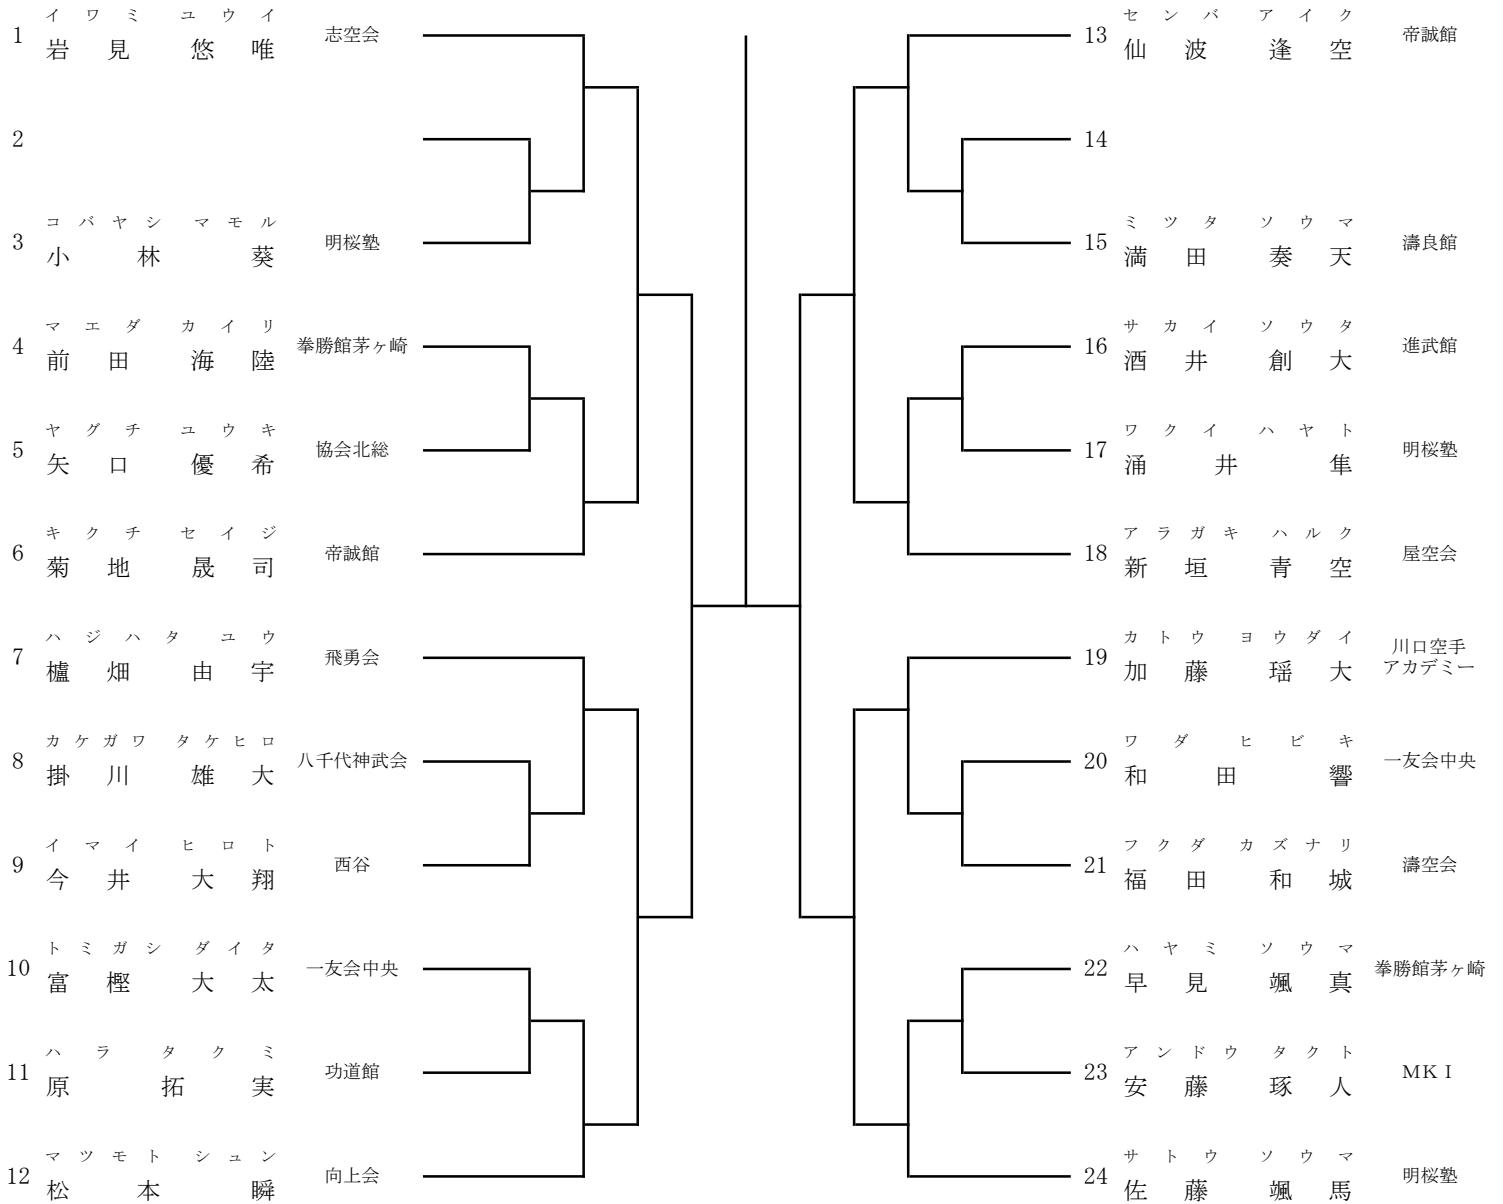 イワミ ユウイ
1 岩見 悠唯 志空会
2
コバヤシ マモル
3 小林 葵 明桜塾
マエダ カイリ
4 前田 海陸 拳勝館茅ヶ崎
ヤグチ ユウキ
5 矢口 優希 協会北総
キクチ セイジ
6 菊地 晟司 帝誠館
ハジハタ ユウ
7 櫨畑 由宇 飛勇会
カケガワ タケヒロ
8 掛川 雄大 八千代神武会
イマイ ヒロト
9 今井 大翔 西谷
トミガシ ダイタ
10 富樫 大太 一友会中央
ハラ タクミ
11 原 拓実 功道館
マツモト シュン
12 松本 瞬 向上会
センバ アイク
13 仙波 逢空 帝誠館
14
ミツタ ソウマ
15 満田 奏天 濤良館
サカイ ソウタ
16 酒井 創大 進武館
ワクイ ハヤト
17 涌井 隼 明桜塾
アラガキ ハルク
18 新垣 青空 屋空会
カトウ ヨウダイ
19 加藤 瑶大 川口空手
アカデミー
ワダ ヒビキ
20 和田 響 一友会中央
フクダ カズナリ
21 福田 和城 濤空会
ハヤミ ソウマ
22 早見 颯真 拳勝館茅ヶ崎
アンドウ タクト
23 安藤 琢人 MKI
サトウ ソウマ
24 佐藤 颯馬 明桜塾